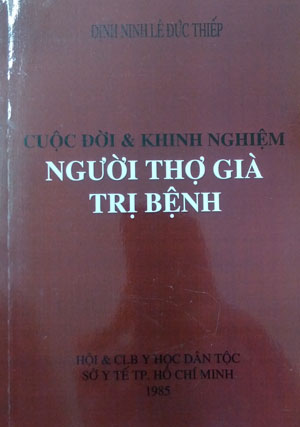 ĐỊNH NINH LÊ ĐỨC THIẾP
CUỘC ĐỜI & KHINH NGHIỆM
NGƯỜI THỢ GIÀ
TRỊ BỆNH
HỘI & CLB Y HỌC DÂN TỘC
SỞ Y TẾ TP. HỒ CHÍ MINH
1985